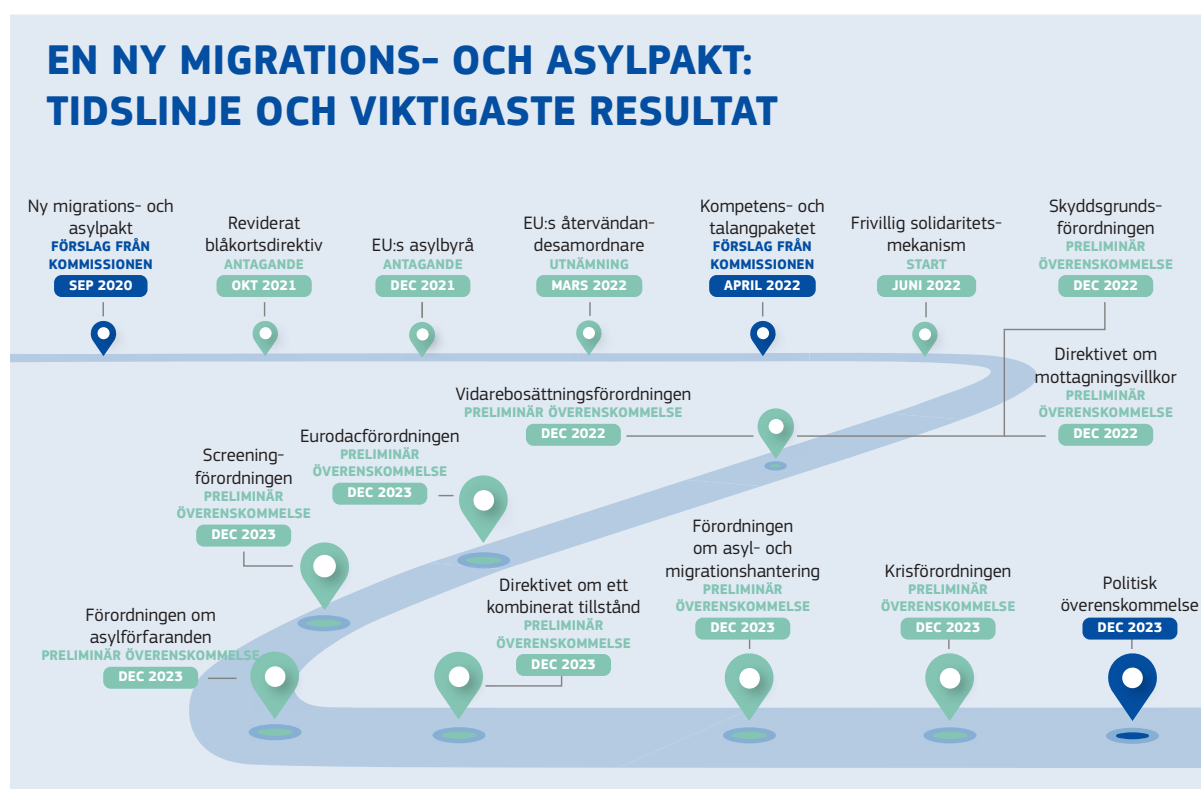 EN NY MIGRATIONS- OCH ASYLPAKT:
TIDSLINJE OCH VIKTIGASTE RESULTAT
Ny migrations- och
asylpakt
FÖRSLAG FRÅN
KOMMISSIONEN
SEP 2020
Reviderat
blåkortsdirektiv
ANTAGANDE
OKT 2021
EU:s asylbyrå
ANTAGANDE
DEC 2021
EU:s återvändan-
desamordnare
UTNÄMNING
MARS 2022
Kompetens- och
talangpaketet
FÖRSLAG FRÅN
KOMMISSIONEN
APRIL 2022
Frivillig solidaritets-
mekanism
START
JUNI 2022
Skyddsgrunds-
förordningen
PRELIMINÄR
ÖVERENSKOMMELSE
DEC 2022
Direktivet om
mottagningsvillkor
PRELIMINÄR
ÖVERENSKOMMELSE
DEC 2022
Vidarebosättningsförordningen
PRELIMINÄR ÖVERENSKOMMELSE
DEC 2022
Eurodacförordningen
PRELIMINÄR
ÖVERENSKOMMELSE
DEC 2023
Screening-
förordningen
PRELIMINÄR
ÖVERENSKOMMELSE
DEC 2023
Förordningen om
asylförfaranden
PRELIMINÄR ÖVERENSKOMMELSE
DEC 2023
Direktivet om ett
kombinerat tillstånd
PRELIMINÄR
ÖVERENSKOMMELSE
DEC 2023
Förordningen
om asyl- och
migrationshantering
PRELIMINÄR
ÖVERENSKOMMELSE
DEC 2023
Krisförordningen
PRELIMINÄR
ÖVERENSKOMMELSE
DEC 2023
Politisk
överenskommelse
DEC 2023